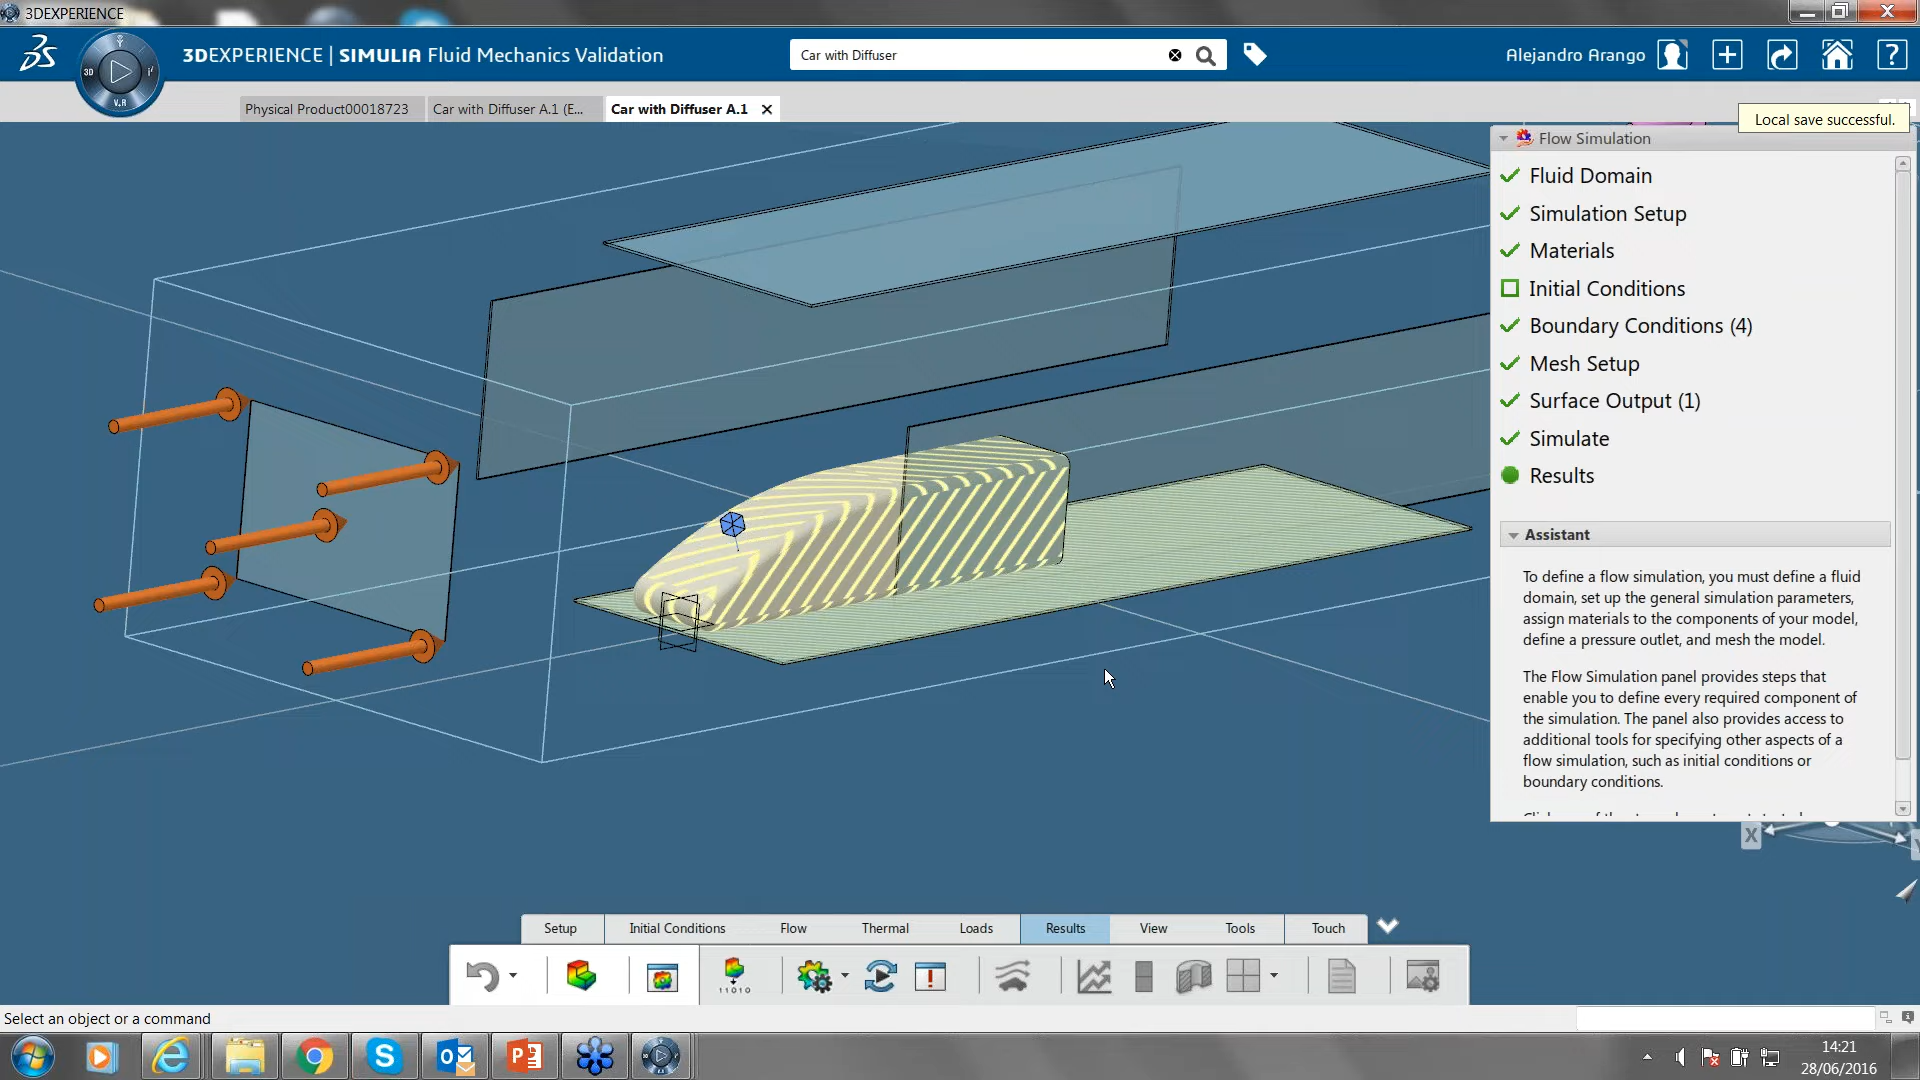 3DEXPERIENCE
3DEXPERIENCE | SIMULIA Fluid Mechanics Validation
Car with Diffuser
Alejandro Arango
3D
V.R
Physical Product00018723
Car with Diffuser A.1 (E...
Car with Diffuser A.1
Local save successful.
Flow Simulation
Fluid Domain
Simulation Setup
Materials
Initial Conditions
Boundary Conditions (4)
Mesh Setup
Surface Output (1)
Simulate
Results
Assistant
To define a flow simulation, you must define a fluid
domain, set up the general simulation parameters,
assign materials to the components of your model,
define a pressure outlet, and mesh the model.
The Flow Simulation panel provides steps that
enable you to define every required component of
the simulation. The panel also provides access to
additional tools for specifying other aspects of a
flow simulation, such as initial conditions or
boundary conditions.
X
Setup
Initial Conditions
Flow
Thermal
Loads
Results
View
Tools
Touch
11010
Select an object or a command
14:21
28/06/2016